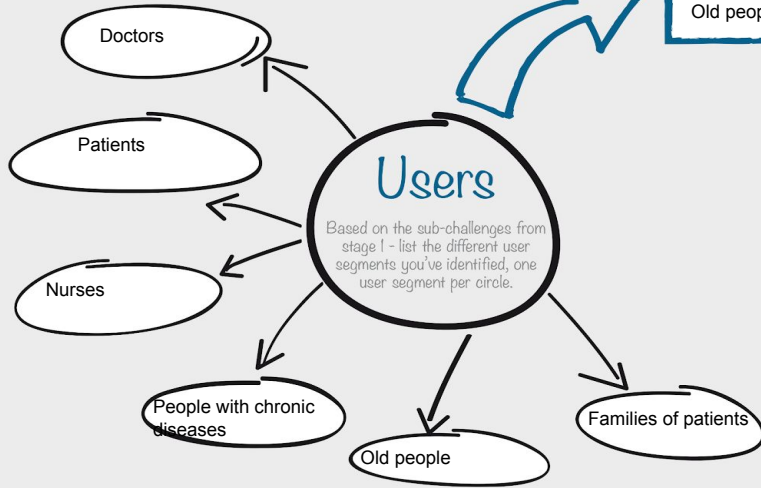 Old peop
Doctors
Patients
Users
Based on the sub-challenges from
stage 1 - list the different user
segments you've identified, one
user segment per circle.
Nurses
People with chronic
diseases
Old people
Families of patients